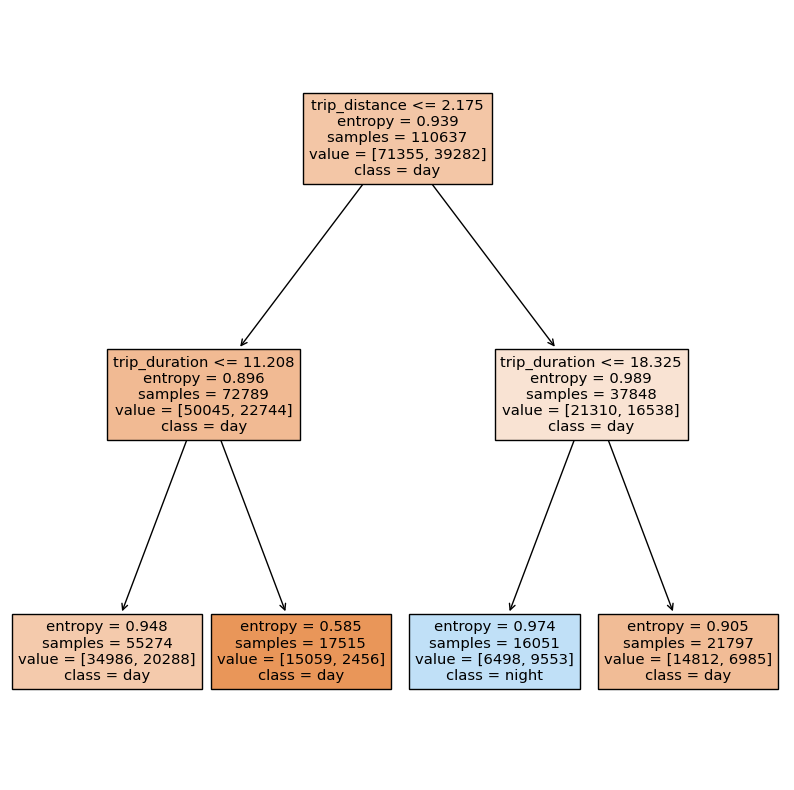 trip_distance <= 2.175
entropy = 0.939
samples = 110637
value = [71355, 39282]
class = day
trip_duration <= 11.208
entropy = 0.896
samples = 72789
value = [50045, 22744]
class = day
trip_duration <= 18.325
entropy = 0.989
samples = 37848
value = [21310, 16538]
class = day
entropy = 0.948
samples = 55274
value = [34986, 20288]
class = day
entropy = 0.585
samples = 17515
value = [15059, 2456]
class = day
entropy = 0.974
samples = 16051
value = [6498, 9553]
class = night
entropy = 0.905
samples = 21797
value = [14812, 6985]
class = day